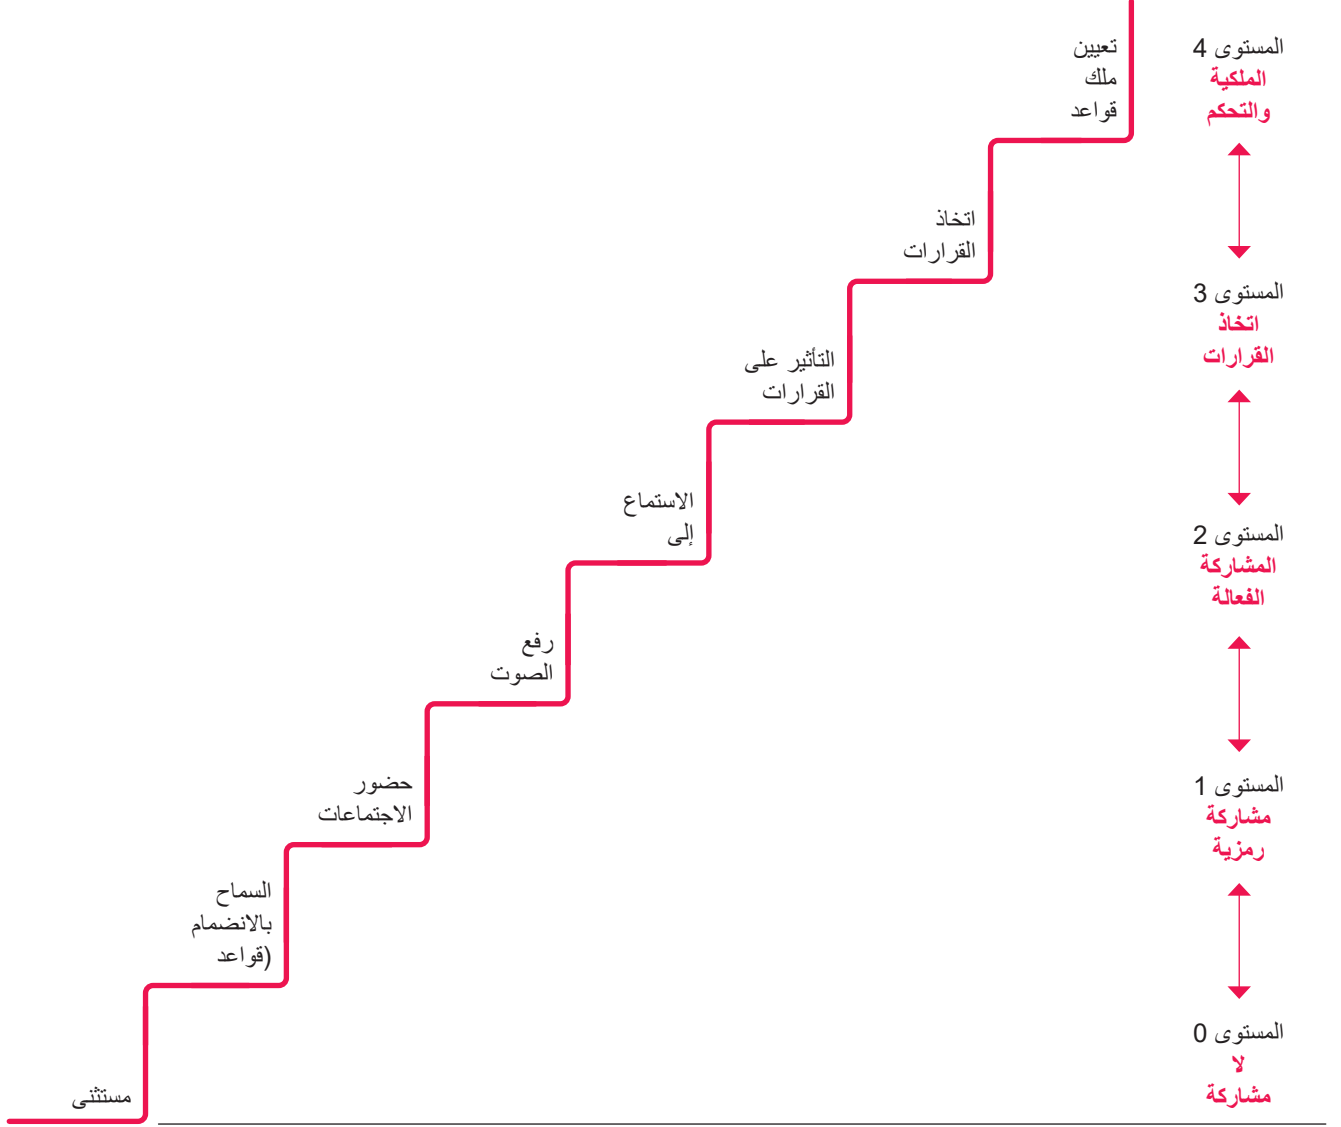 تعيين
ملك
قواعد
المستوى 4
الملكية
والتحكم
اتخاذ
القرارات
المستوى 3
اتخاذ
القرارات
التأثير على
القرارات
الاستماع
إلى
المستوى 2
المشاركة
الفعالة
رفع
الصوت
حضور
الاجتماعات
المستوى 1
مشاركة
رمزية
السماح
بالانضمام
(قواعد
المستوى 0
لا
مشاركة
مستثنى